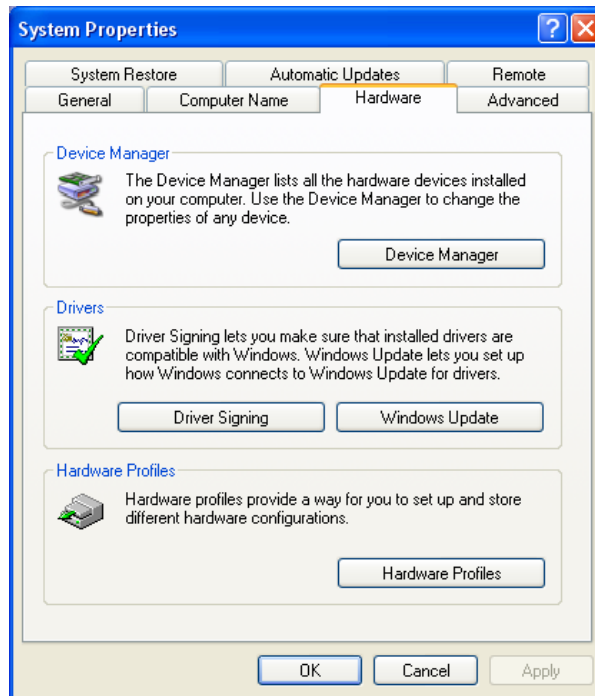 System Properties
System Restore Automatic Updates Remote
General Computer Name Hardware Advanced
Device Manager
The Device Manager lists all the hardware devices installed
on your computer. Use the Device Manager to change the
properties of any device.
Device Manager
Drivers
Driver Signing lets you make sure that installed drivers are
compatible with Windows. Windows Update lets you set up
how Windows connects to Windows Update for drivers.
Driver Signing Windows Update
Hardware Profiles
Hardware profiles provide a way for you to set up and store
different hardware configurations.
Hardware Profiles
OK Cancel Apply